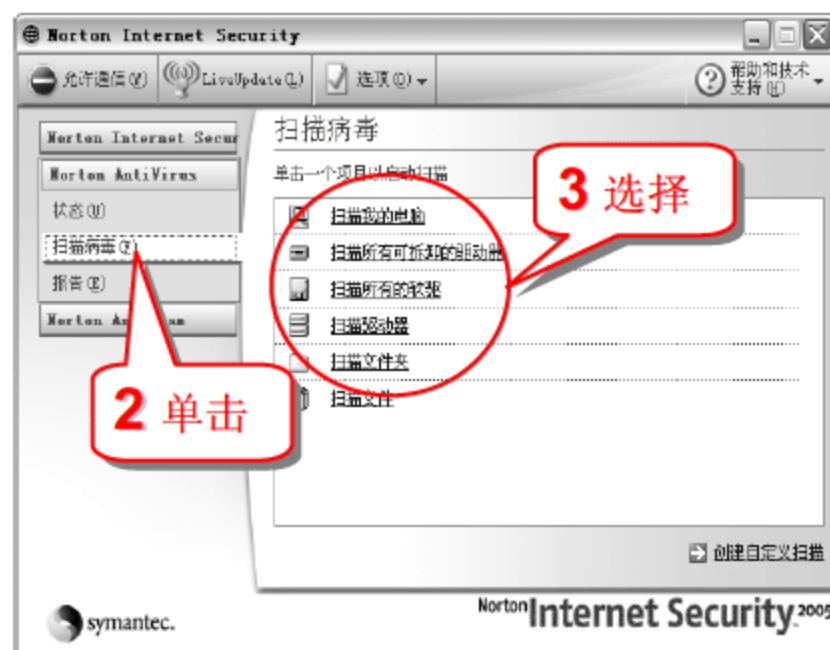 Norton Internet Security
允许通信(V) LiveUpdate(L) 选项(O) 帮助和技术支持(H)
Norton Internet Secur
Norton AntiVirus
状态(U)
扫描病毒(F)
报告(E)
扫描病毒
单击一个项目以启动扫描
扫描我的电脑
扫描所有可拆卸的驱动器
扫描所有的软驱
扫描驱动器
扫描文件夹
扫描文件
3 选择
2 单击
创建自定义扫描
symantec.
Norton Internet Security 2005